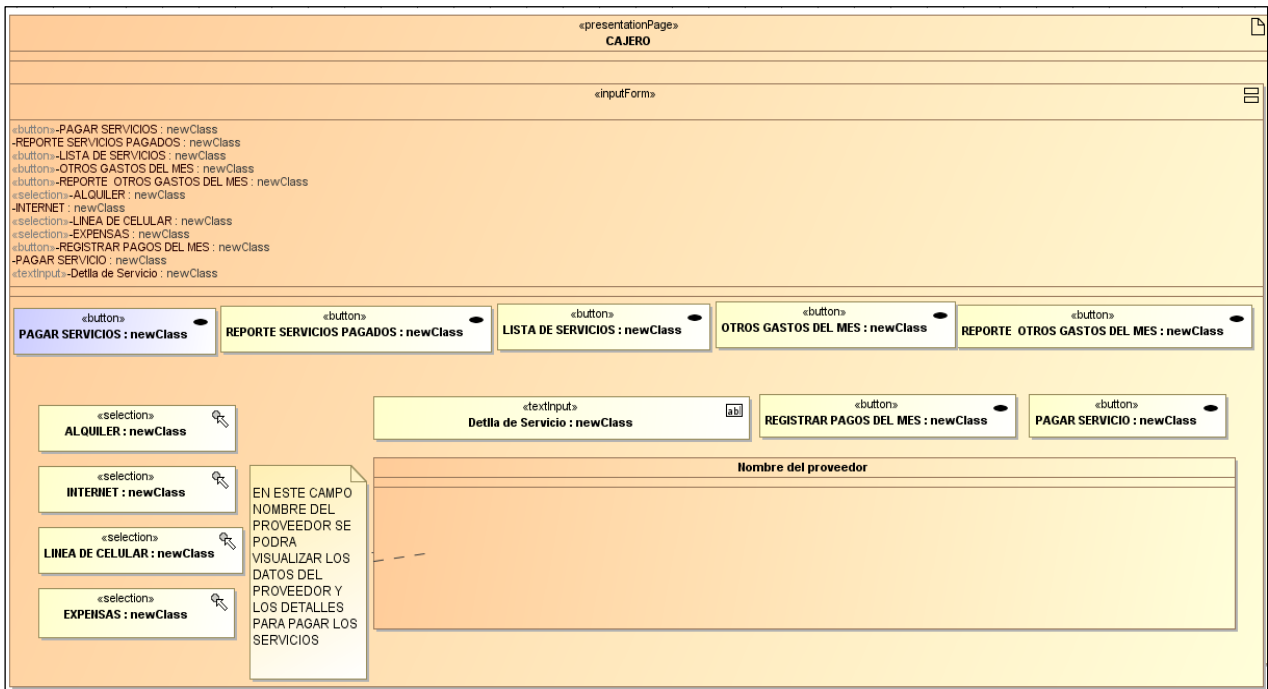 «presentationPage»
CAJERO
«inputForm»
«button»-PAGAR SERVICIOS : newClass
-REPORTE SERVICIOS PAGADOS : newClass
«button»-LISTA DE SERVICIOS : newClass
«button»-OTROS GASTOS DEL MES : newClass
«button»-REPORTE  OTROS GASTOS DEL MES : newClass
«selection»-ALQUILER : newClass
-INTERNET : newClass
«selection»-LINEA DE CELULAR : newClass
«selection»-EXPENSAS : newClass
«button»-REGISTRAR PAGOS DEL MES : newClass
-PAGAR SERVICIO : newClass
«textInput»-Detlla de Servicio : newClass
«button»
PAGAR SERVICIOS : newClass
«button»
REPORTE SERVICIOS PAGADOS : newClass
«button»
LISTA DE SERVICIOS : newClass
«button»
OTROS GASTOS DEL MES : newClass
«button»
REPORTE  OTROS GASTOS DEL MES : newClass
«selection»
ALQUILER : newClass
«textInput»
Detlla de Servicio : newClass
abl
«button»
REGISTRAR PAGOS DEL MES : newClass
«button»
PAGAR SERVICIO : newClass
«selection»
INTERNET : newClass
«selection»
LINEA DE CELULAR : newClass
«selection»
EXPENSAS : newClass
EN ESTE CAMPO
NOMBRE DEL
PROVEEDOR SE
PODRA
VISUALIZAR LOS
DATOS DEL
PROVEEDOR Y
LOS DETALLES
PARA PAGAR LOS
SERVICIOS
Nombre del proveedor